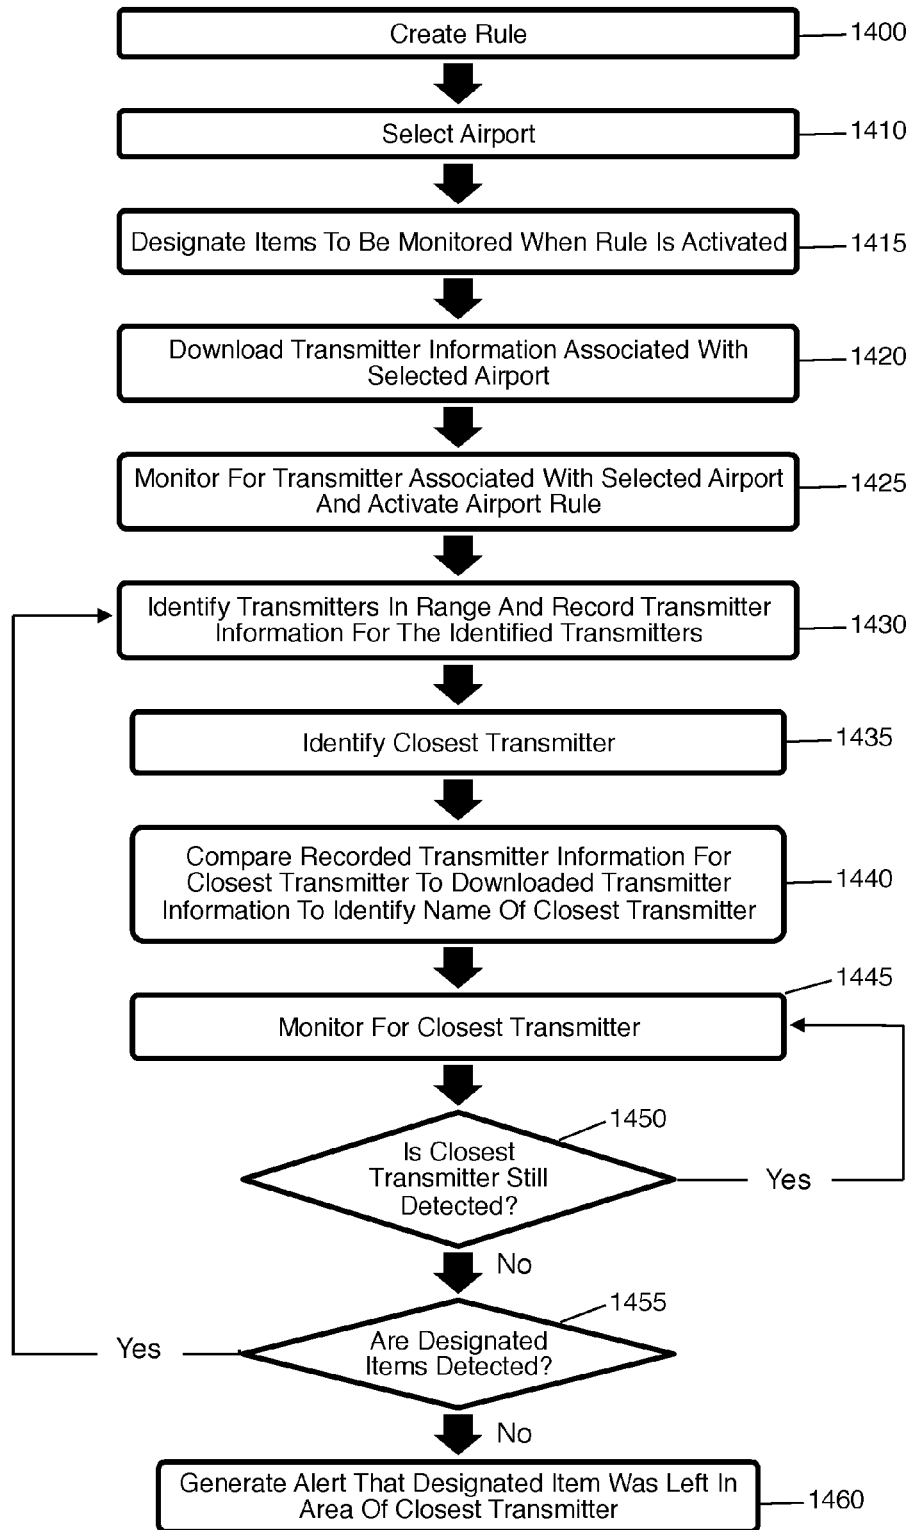 Create Rule
1400
Select Airport
1410
Designate Items To Be Monitored When Rule Is Activated
1415
Download Transmitter Information Associated With
Selected Airport
1420
Monitor For Transmitter Associated With Selected Airport
And Activate Airport Rule
1425
Identify Transmitters In Range And Record Transmitter
Information For The Identified Transmitters
1430
Identify Closest Transmitter
1435
Compare Recorded Transmitter Information For
Closest Transmitter To Downloaded Transmitter
Information To Identify Name Of Closest Transmitter
1440
1445
Monitor For Closest Transmitter
1450
Is Closest
Transmitter Still
Detected?
Yes
No
1455
Are Designated
Items Detected?
Yes
No
Generate Alert That Designated Item Was Left In
Area Of Closest Transmitter
1460